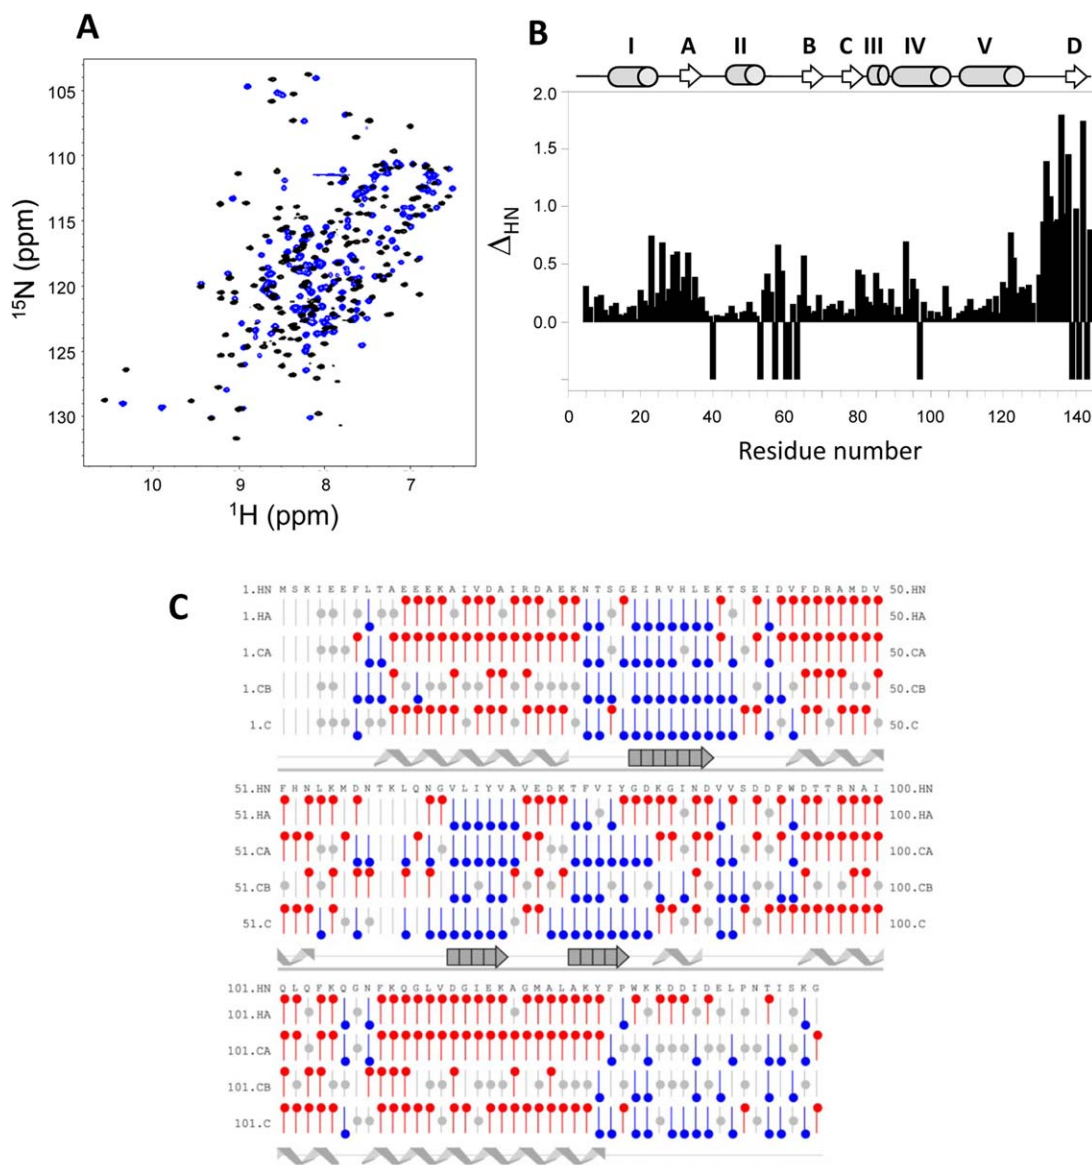 A
105
110
115
120
125
130
¹⁵N (ppm)
10 9 8 7
¹H (ppm)
B
I A II B C III IV V D
2.0
1.5
1.0
0.5
0.0
Δ_HN
0 20 40 60 80 100 120 140
Residue number
C
1.HN M S K I E E F L T A E E E K A I V D A I R D A E K N T S G E I R V H L E K T S E I D V F D R A M D V 50.HN
1.HA 50.HA
1.CA 50.CA
1.CB 50.CB
1.C 50.C
51.HN F H N L K M D N T K L Q N G V L I Y V A V E D K T F V I Y G D K G I N D V V S D D F W D T T R N A I 100.HN
51.HA 100.HA
51.CA 100.CA
51.CB 100.CB
51.C 100.C
101.HN Q L Q F K Q G N F K Q G L V D G I E K A G M A L A K Y F P W K K D D I D E L P N T I S K G
101.HA
101.CA
101.CB
101.C